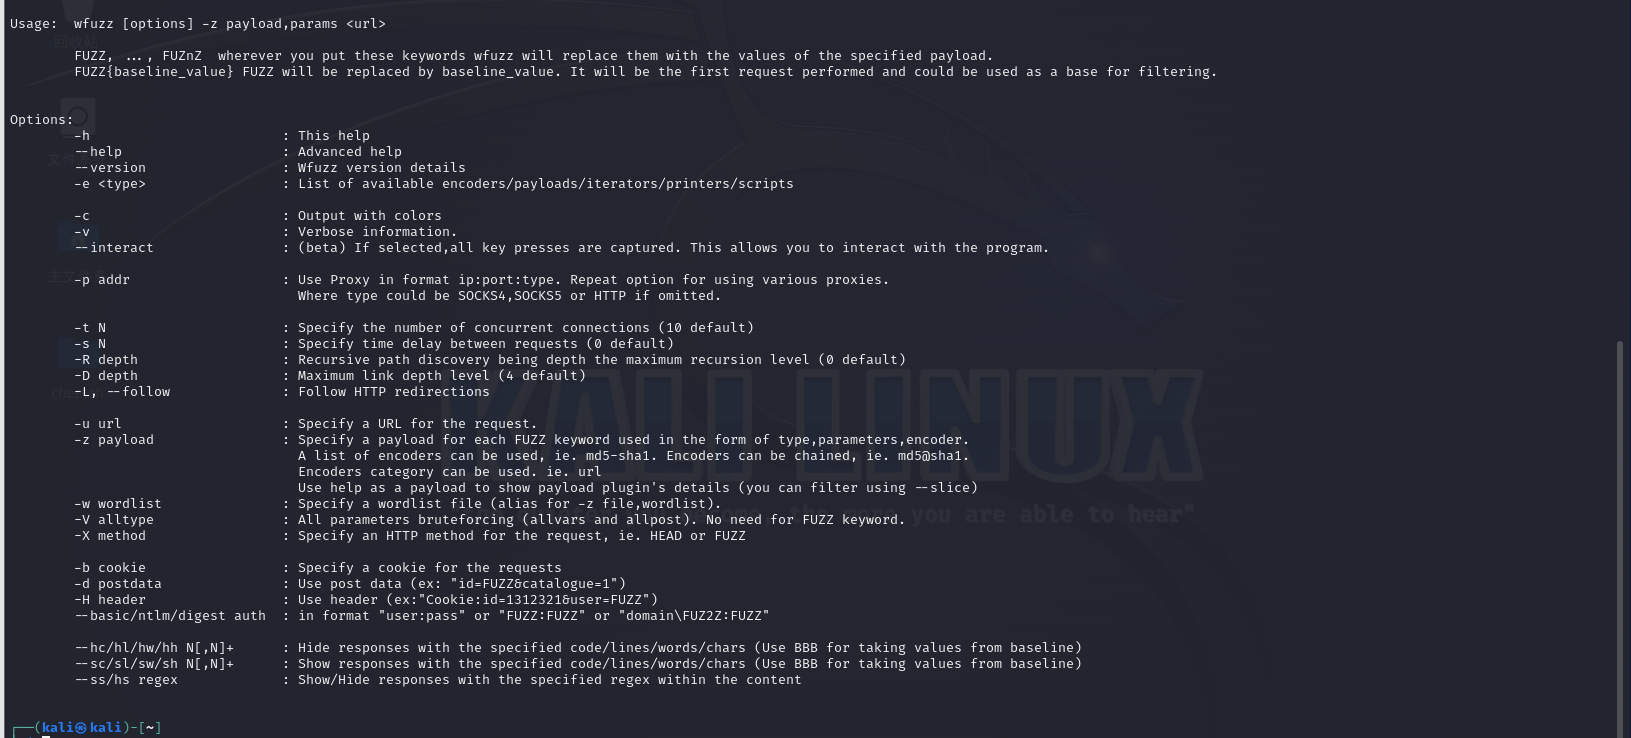 Usage:  wfuzz [options] -z payload,params <url>
回收站
FUZZ, ..., FUZnZ  wherever you put these keywords wfuzz will replace them with the values of the specified payload.
FUZZ{baseline_value} FUZZ will be replaced by baseline_value. It will be the first request performed and could be used as a base for filtering.
Options:
-h                        : This help
--help                    : Advanced help
--version                 : Wfuzz version details
-e <type>                 : List of available encoders/payloads/iterators/printers/scripts
-c                        : Output with colors
-v                        : Verbose information.
--interact                : (beta) If selected,all key presses are captured. This allows you to interact with the program.
-p addr                   : Use Proxy in format ip:port:type. Repeat option for using various proxies.
Where type could be SOCKS4,SOCKS5 or HTTP if omitted.
-t N                      : Specify the number of concurrent connections (10 default)
-s N                      : Specify time delay between requests (0 default)
-R depth                  : Recursive path discovery being depth the maximum recursion level (0 default)
-D depth                  : Maximum link depth level (4 default)
-L, --follow              : Follow HTTP redirections
KALI LINUX
-u url                    : Specify a URL for the request.
-z payload                : Specify a payload for each FUZZ keyword used in the form of type,parameters,encoder.
A list of encoders can be used, ie. md5-sha1. Encoders can be chained, ie. md5@sha1.
Encoders category can be used. ie. url
Use help as a payload to show payload plugin's details (you can filter using --slice)
-w wordlist               : Specify a wordlist file (alias for -z file,wordlist).
-V alltype                : All parameters bruteforcing (allvars and allpost). No need for FUZZ keyword.
you are able to hear"
-X method                 : Specify an HTTP method for the request, ie. HEAD or FUZZ
-b cookie                 : Specify a cookie for the requests
-d postdata               : Use post data (ex: "id=FUZZ&catalogue=1")
-H header                 : Use header (ex:"Cookie:id=1312321&user=FUZZ")
--basic/ntlm/digest auth  : in format "user:pass" or "FUZZ:FUZZ" or "domain\FUZ2Z:FUZZ"
--hc/hl/hw/hh N[,N]+      : Hide responses with the specified code/lines/words/chars (Use BBB for taking values from baseline)
--sc/sl/sw/sh N[,N]+      : Show responses with the specified code/lines/words/chars (Use BBB for taking values from baseline)
--ss/hs regex             : Show/Hide responses with the specified regex within the content
┌──(kali㉿kali)-[~]